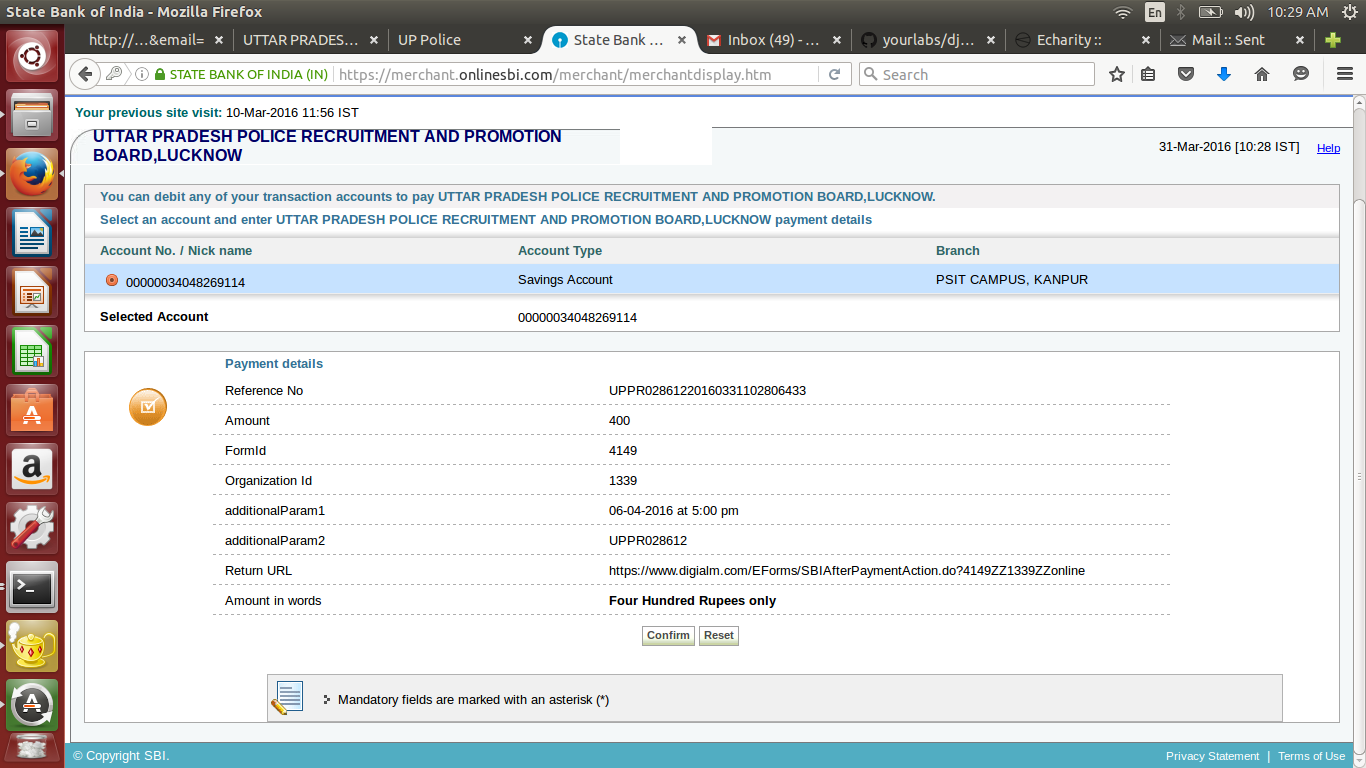 State Bank of India - Mozilla Firefox
En
10:29 AM
http://...&email=
UTTAR PRADES...
UP Police
State Bank ...
Inbox (49) - ...
yourlabs/dj...
Echarity ::
Mail :: Sent
STATE BANK OF INDIA (IN)
https://merchant.onlinesbi.com/merchant/merchantdisplay.htm
Search
Your previous site visit: 10-Mar-2016 11:56 IST
UTTAR PRADESH POLICE RECRUITMENT AND PROMOTION
BOARD,LUCKNOW
31-Mar-2016 [10:28 IST]
Help
You can debit any of your transaction accounts to pay UTTAR PRADESH POLICE RECRUITMENT AND PROMOTION BOARD,LUCKNOW.
Select an account and enter UTTAR PRADESH POLICE RECRUITMENT AND PROMOTION BOARD,LUCKNOW payment details
Account No. / Nick name Account Type Branch
00000034048269114 Savings Account PSIT CAMPUS, KANPUR
Selected Account 00000034048269114
Payment details
Reference No UPPR02861220160331102806433
Amount 400
FormId 4149
Organization Id 1339
additionalParam1 06-04-2016 at 5:00 pm
additionalParam2 UPPR028612
Return URL https://www.digialm.com/EForms/SBIAfterPaymentAction.do?4149ZZ1339ZZonline
Amount in words Four Hundred Rupees only
Confirm Reset
Mandatory fields are marked with an asterisk (*)
© Copyright SBI.
Privacy Statement | Terms of Use